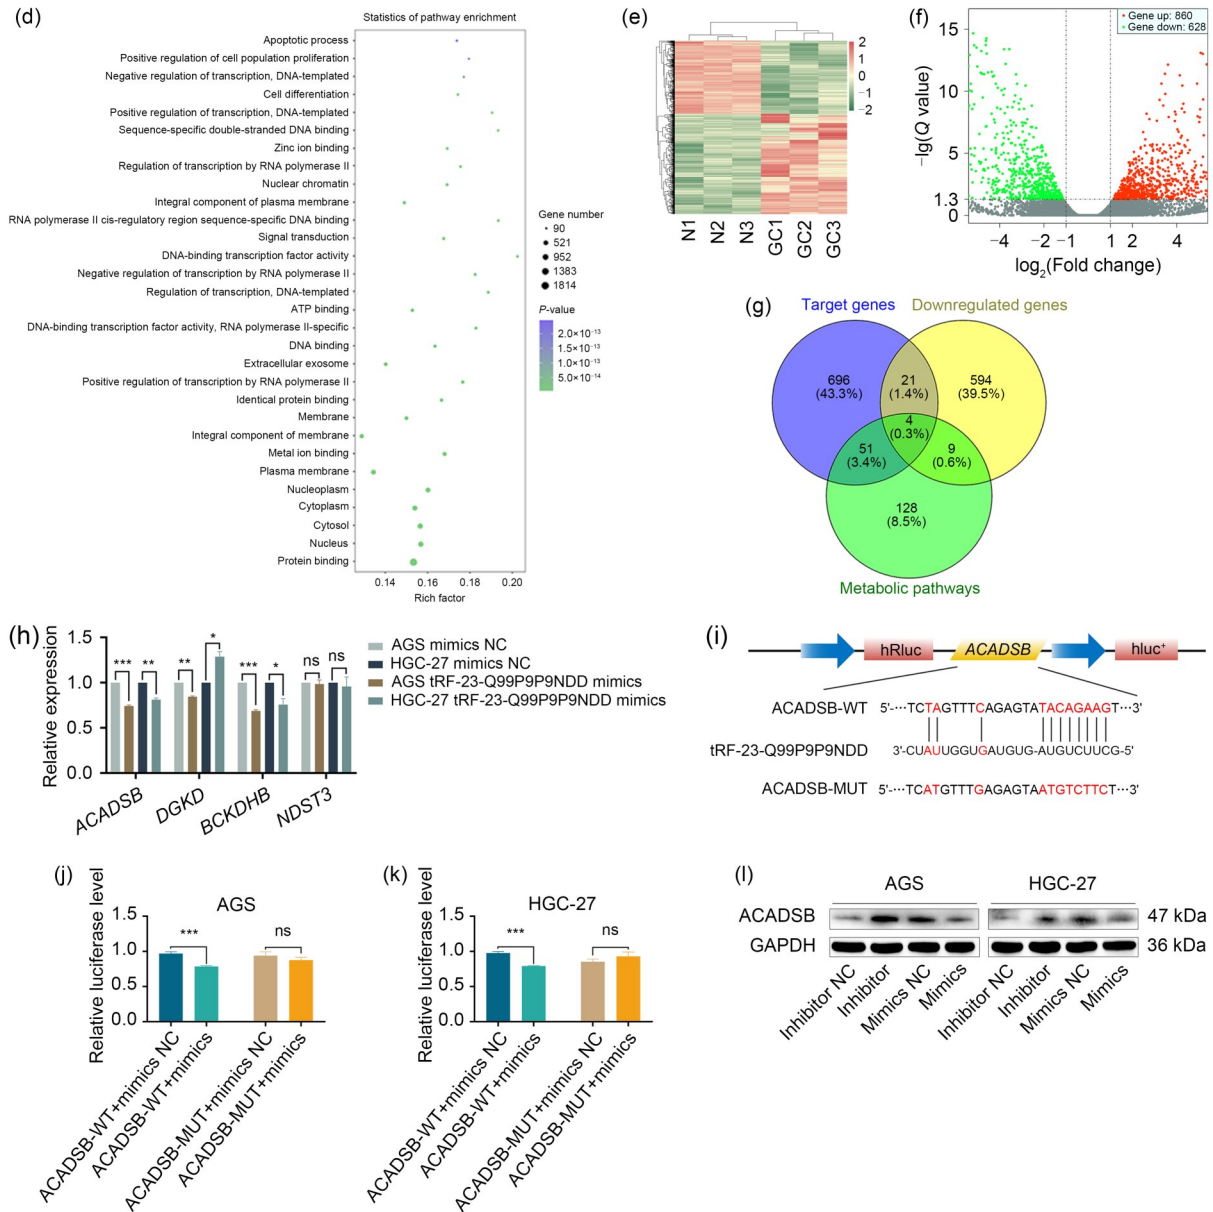 (d)
Statistics of pathway enrichment
Apoptotic process
Positive regulation of cell population proliferation
Negative regulation of transcription, DNA-templated
Cell differentiation
Positive regulation of transcription, DNA-templated
Sequence-specific double-stranded DNA binding
Zinc ion binding
Regulation of transcription by RNA polymerase II
Nuclear chromatin
Integral component of plasma membrane
RNA polymerase II cis-regulatory region sequence-specific DNA binding
Signal transduction
DNA-binding transcription factor activity
Negative regulation of transcription by RNA polymerase II
Regulation of transcription, DNA-templated
ATP binding
DNA-binding transcription factor activity, RNA polymerase II-specific
DNA binding
Extracellular exosome
Positive regulation of transcription by RNA polymerase II
Identical protein binding
Membrane
Integral component of membrane
Metal ion binding
Plasma membrane
Nucleoplasm
Cytoplasm
Cytosol
Nucleus
Protein binding
0.14 0.16 0.18 0.20
Rich factor
Gene number
90
521
952
1383
1814
P-value
2.0×10⁻¹³
1.5×10⁻¹³
1.0×10⁻¹³
5.0×10⁻¹⁴
(e)
2
1
0
−1
−2
N1 N2 N3 GC1 GC2 GC3
(f)
Gene up: 860
Gene down: 628
−lg(Q value)
15
10
5
1.3
0
−4 −2 −1 1 2 4
log₂(Fold change)
(g)
Target genes Downregulated genes
696
(43.3%)
21
(1.4%)
594
(39.5%)
4
(0.3%)
51
(3.4%)
9
(0.6%)
128
(8.5%)
Metabolic pathways
(h)
Relative expression
1.5
1.0
0.5
0.0
*** ** ** * *** * ns ns
ACADSB DGKD BCKDHB NDST3
AGS mimics NC
HGC-27 mimics NC
AGS tRF-23-Q99P9P9NDD mimics
HGC-27 tRF-23-Q99P9P9NDD mimics
(i)
hRluc ACADSB hluc⁺
ACADSB-WT 5'-···TCTAGTTTCAGAGTATACAGAAGT···3'
tRF-23-Q99P9P9NDD 3'-CUAUUGGUGAUGUG-AUGUCUUCG-5'
ACADSB-MUT 5'-···TCATGTTTGAGAGTAATGTCTTCT···3'
(j)
AGS
Relative luciferase level
1.5
1.0
0.5
0.0
*** ns
ACADSB-WT+mimics NC
ACADSB-WT+mimics
ACADSB-MUT+mimics NC
ACADSB-MUT+mimics
(k)
HGC-27
Relative luciferase level
1.5
1.0
0.5
0.0
*** ns
ACADSB-WT+mimics NC
ACADSB-WT+mimics
ACADSB-MUT+mimics NC
ACADSB-MUT+mimics
(l)
AGS HGC-27
ACADSB 47 kDa
GAPDH 36 kDa
Inhibitor NC Inhibitor Mimics NC Mimics Inhibitor NC Inhibitor Mimics NC Mimics